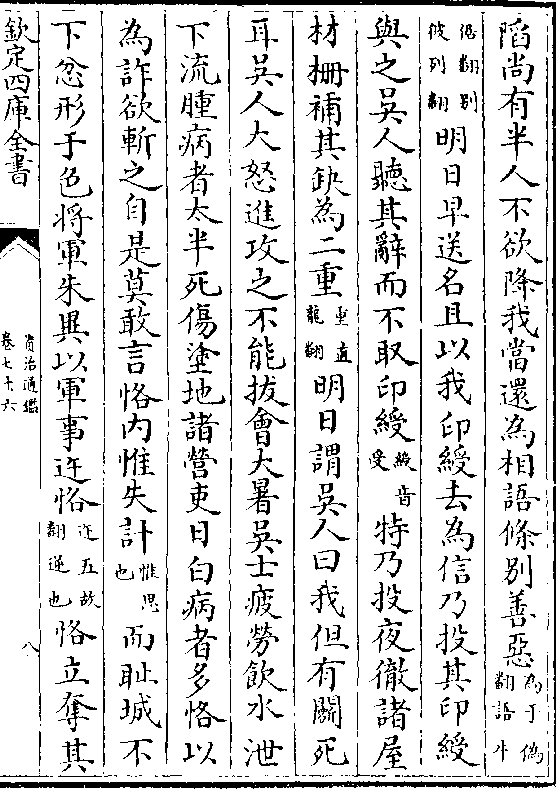 陷尚有半人不欲降我當還為相語條別善惡為于偽翻語牛
倨翻別彼列翻明日早送名且以我印綬去為信乃投其印綬
與之吳人聽其辭而不取印綬綬音受特乃投夜徹諸屋
材柵補其缺為二重重直龍翻明日謂吳人曰我但有鬬死
耳吳人大怒進攻之不能拔會大暑吳士疲勞飲水泄
下流腫病者太半死傷塗地諸營吏日白病者多恪以
為詐欲斬之自是莫敢言恪内惟失計惟思也而耻城不
下忿形于色將軍朱異以軍事迕恪迕五故翻逆也恪立奪其
欽定四庫全書
資治通鑑
卷七十六
八